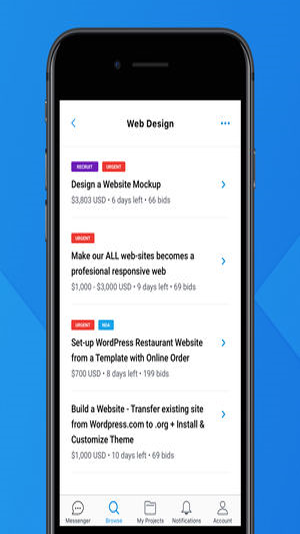 Web Design
RECRUIT URGENT
Design a Website Mockup
$3,803 USD • 6 days left • 66 bids
URGENT
Make our ALL web-sites becomes a
profesional responsive web
$1,000 - $3,000 USD • 9 days left • 69 bids
URGENT NDA
Set-up WordPress Restaurant Website
from a Template with Online Order
$700 USD • 8 days left • 199 bids
Build a Website - Transfer existing site
from Wordpress.com to .org + Install &
Customize Theme
$1,000 USD • 10 days left • 69 bids
Messenger Browse My Projects Notifications Account